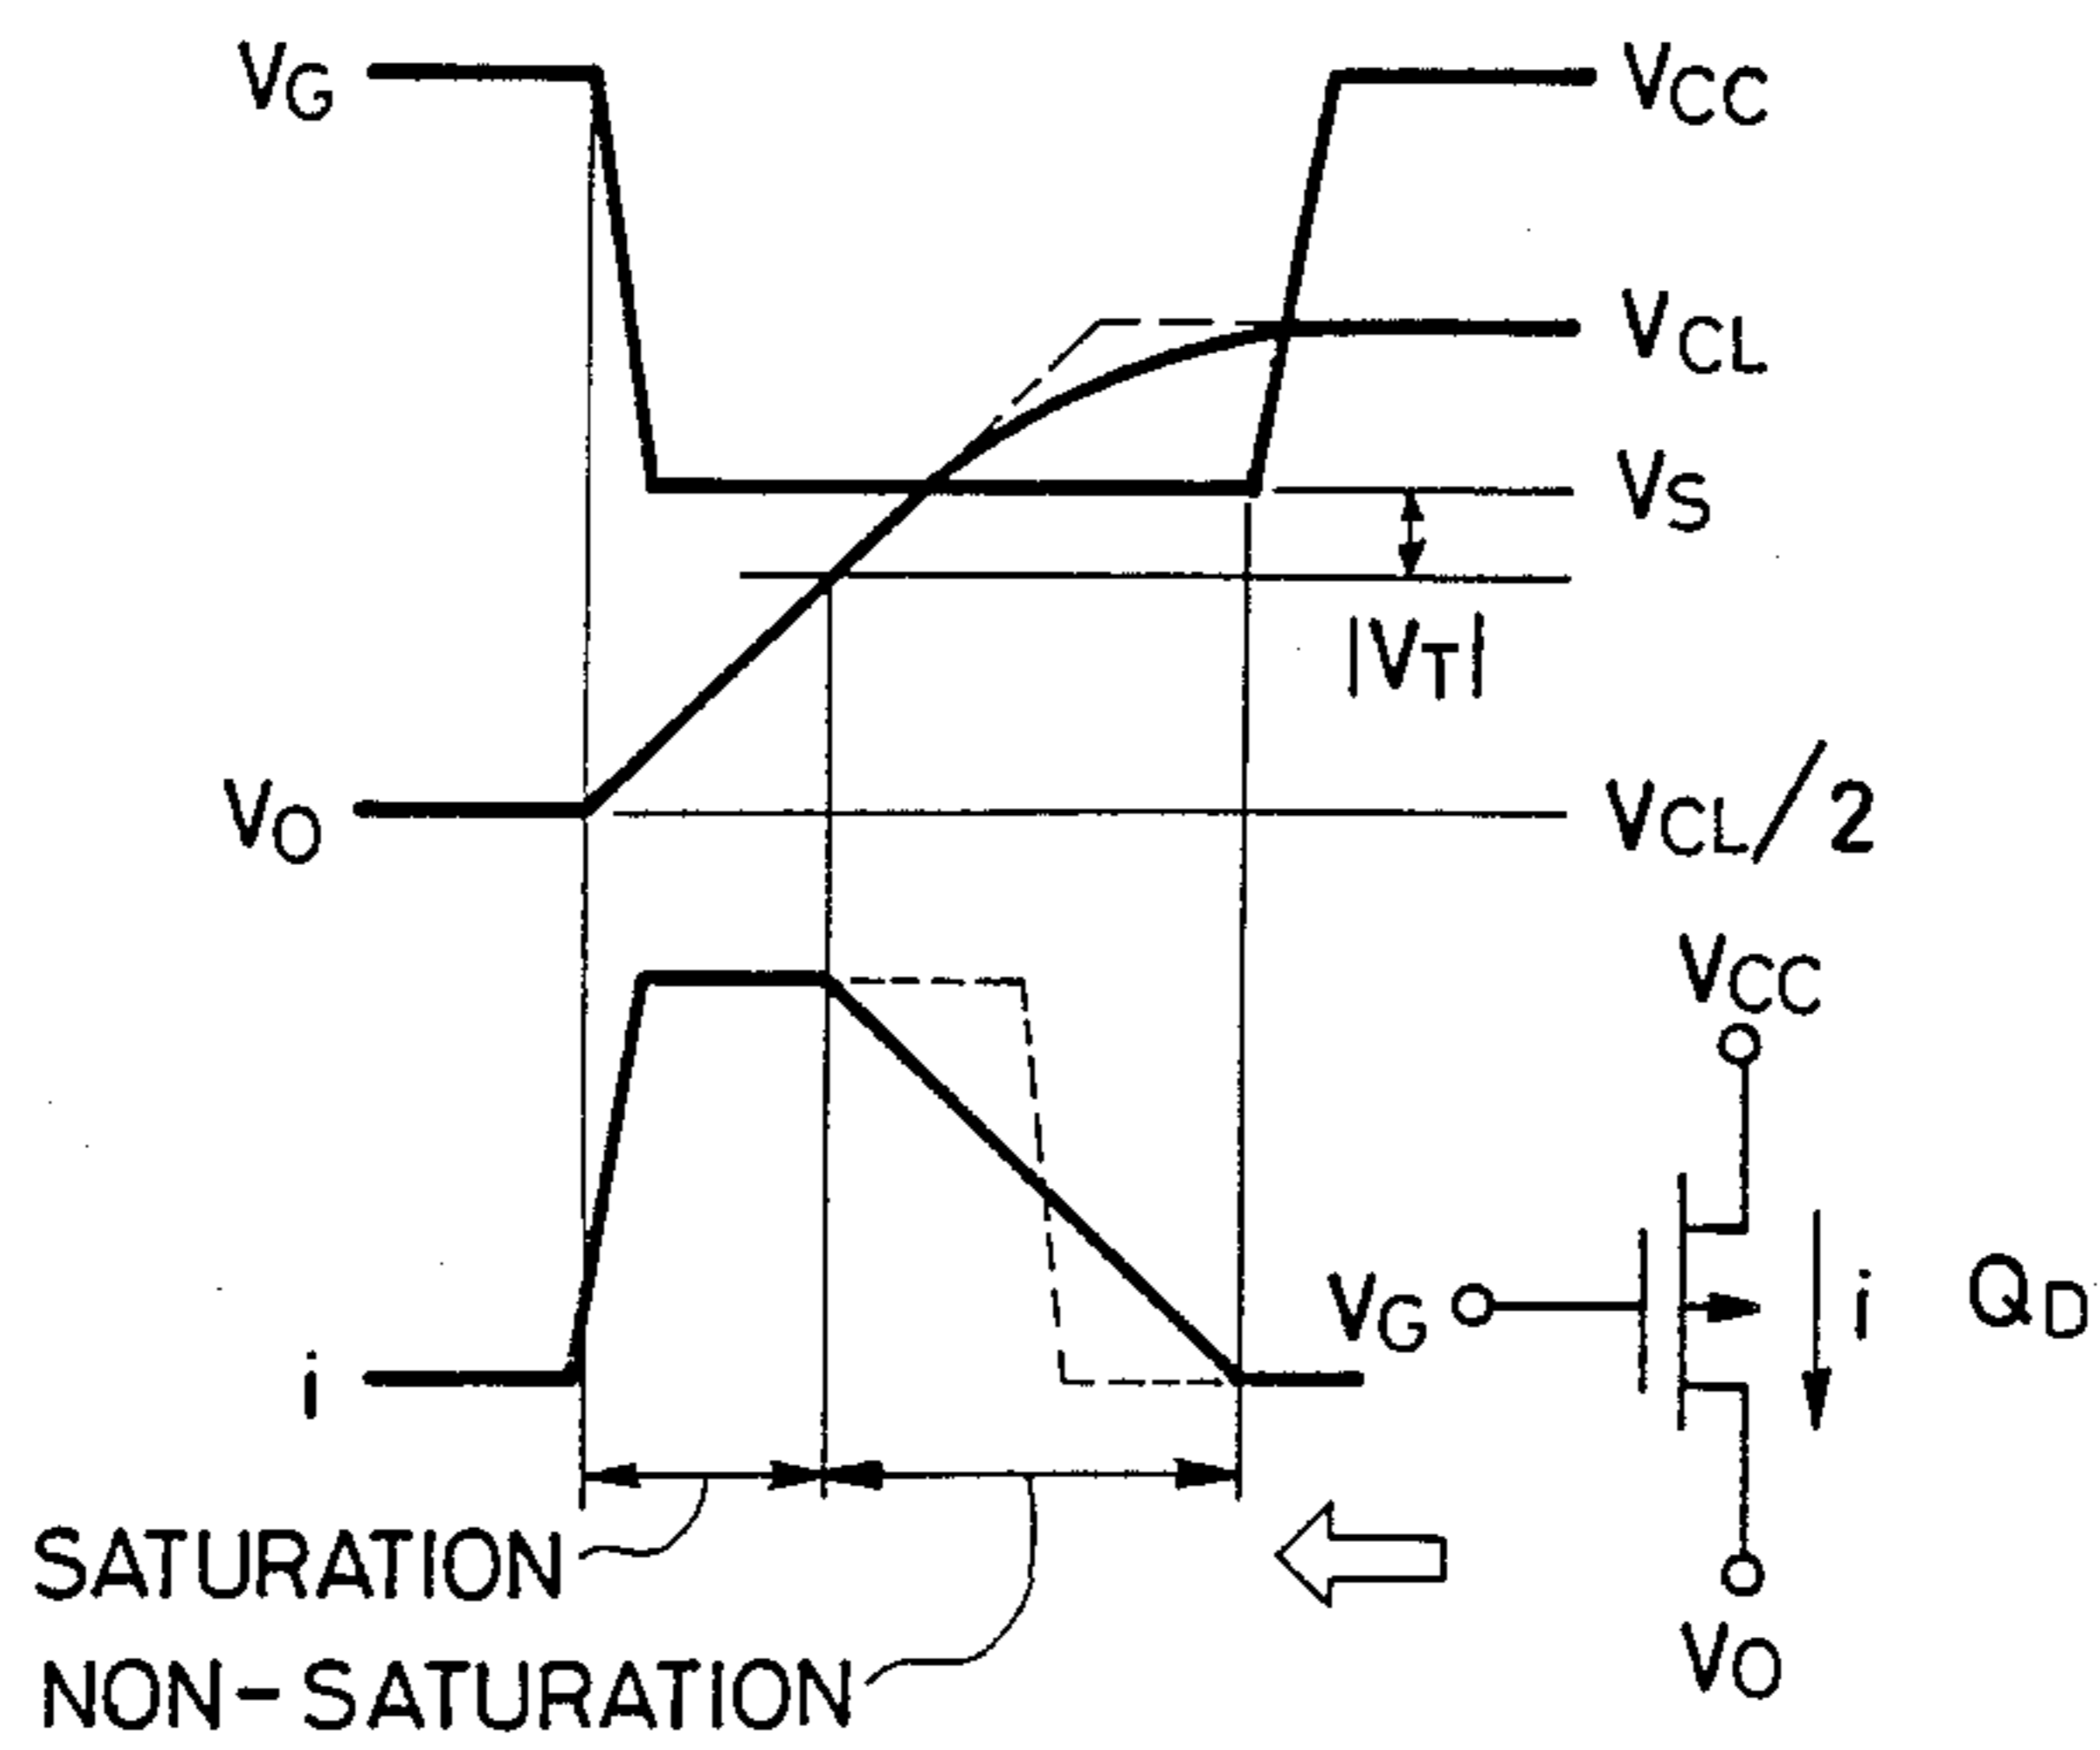 VG
VCC
VCL
VS
|VT|
VO
VCL/2
VCC
i
VG
i
QD
SATURATION
NON-SATURATION
VO